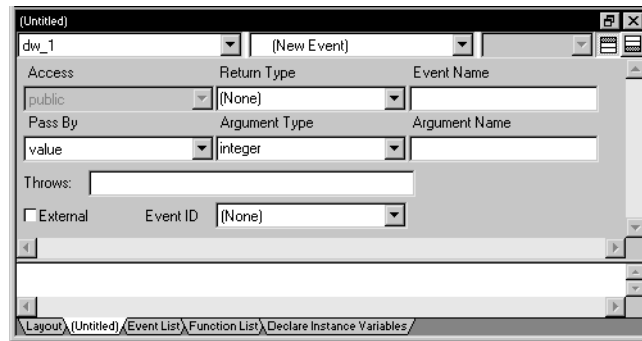 (Untitled)
dw_1 (New Event)
Access Return Type Event Name
public (None)
Pass By Argument Type Argument Name
value integer
Throws:
External Event ID (None)
Layout (Untitled) Event List Function List Declare Instance Variables